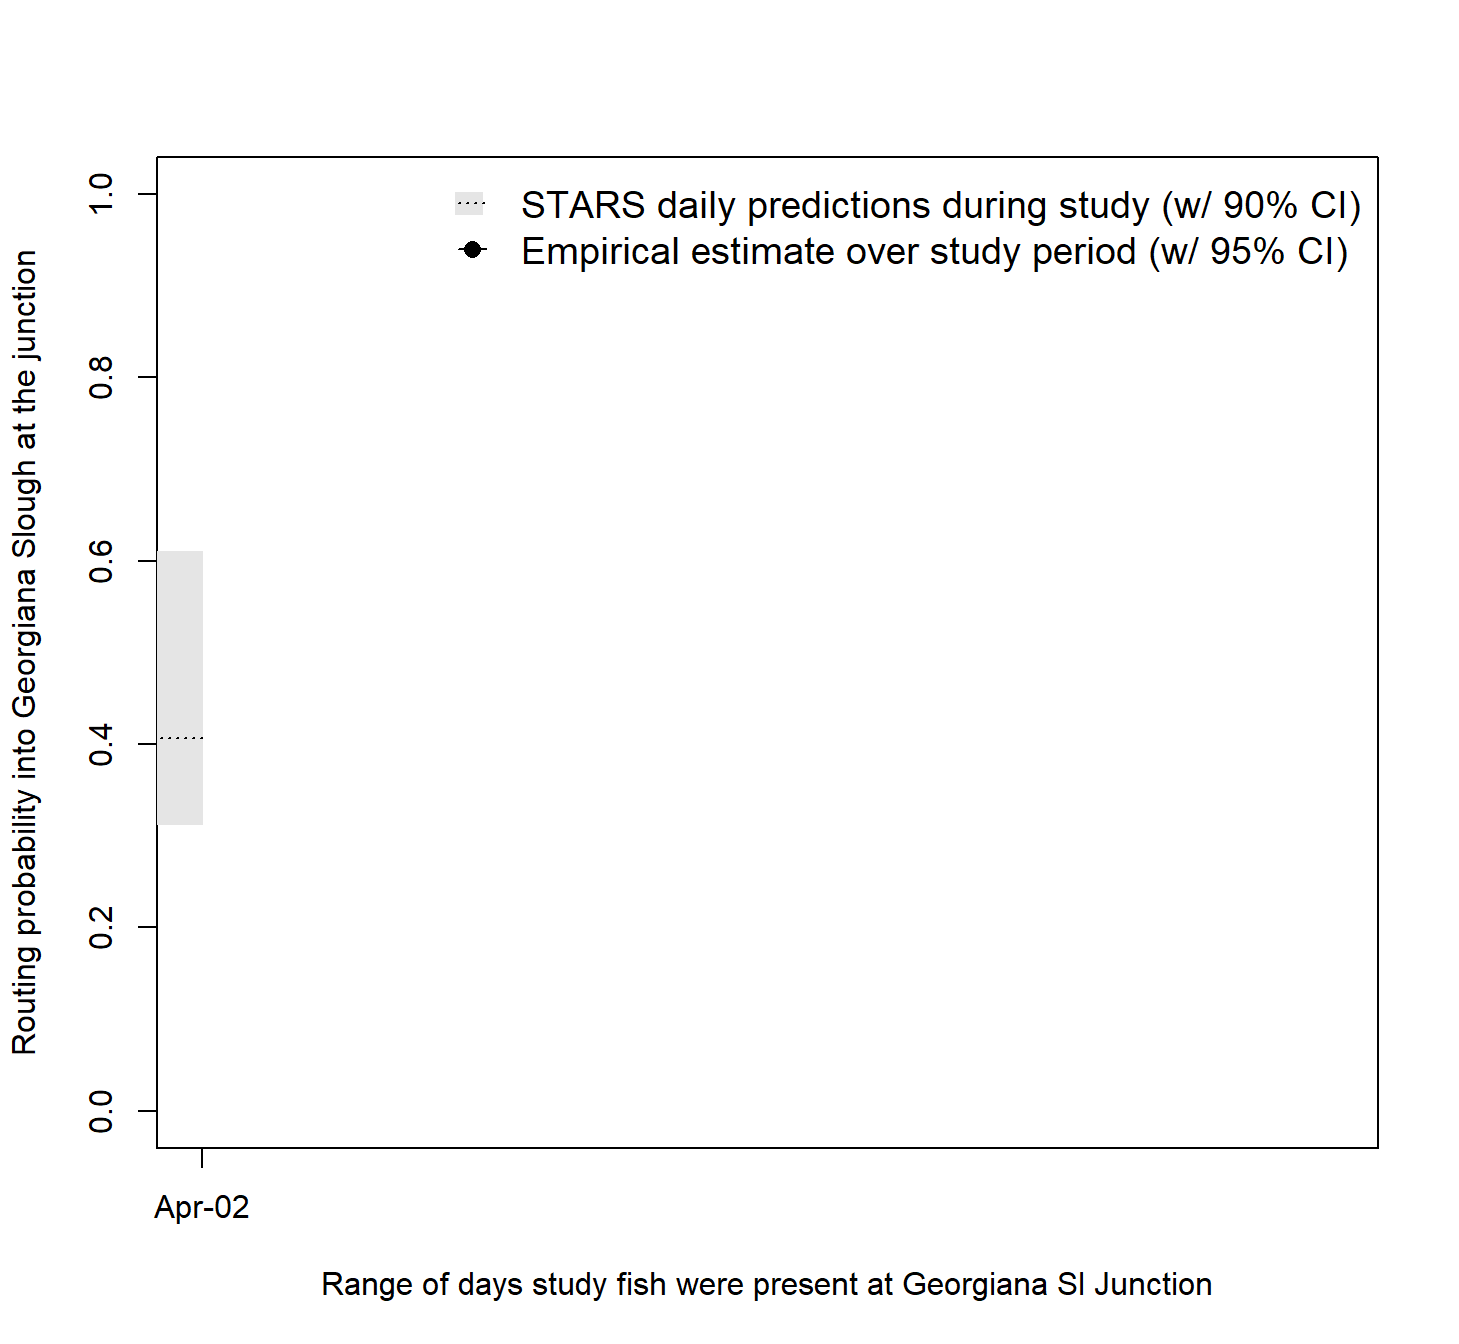 STARS daily predictions during study (w/ 90% CI)
Empirical estimate over study period (w/ 95% CI)
Routing probability into Georgiana Slough at the junction
1.0
0.8
0.6
0.4
0.2
0.0
Apr-02
Range of days study fish were present at Georgiana Sl Junction